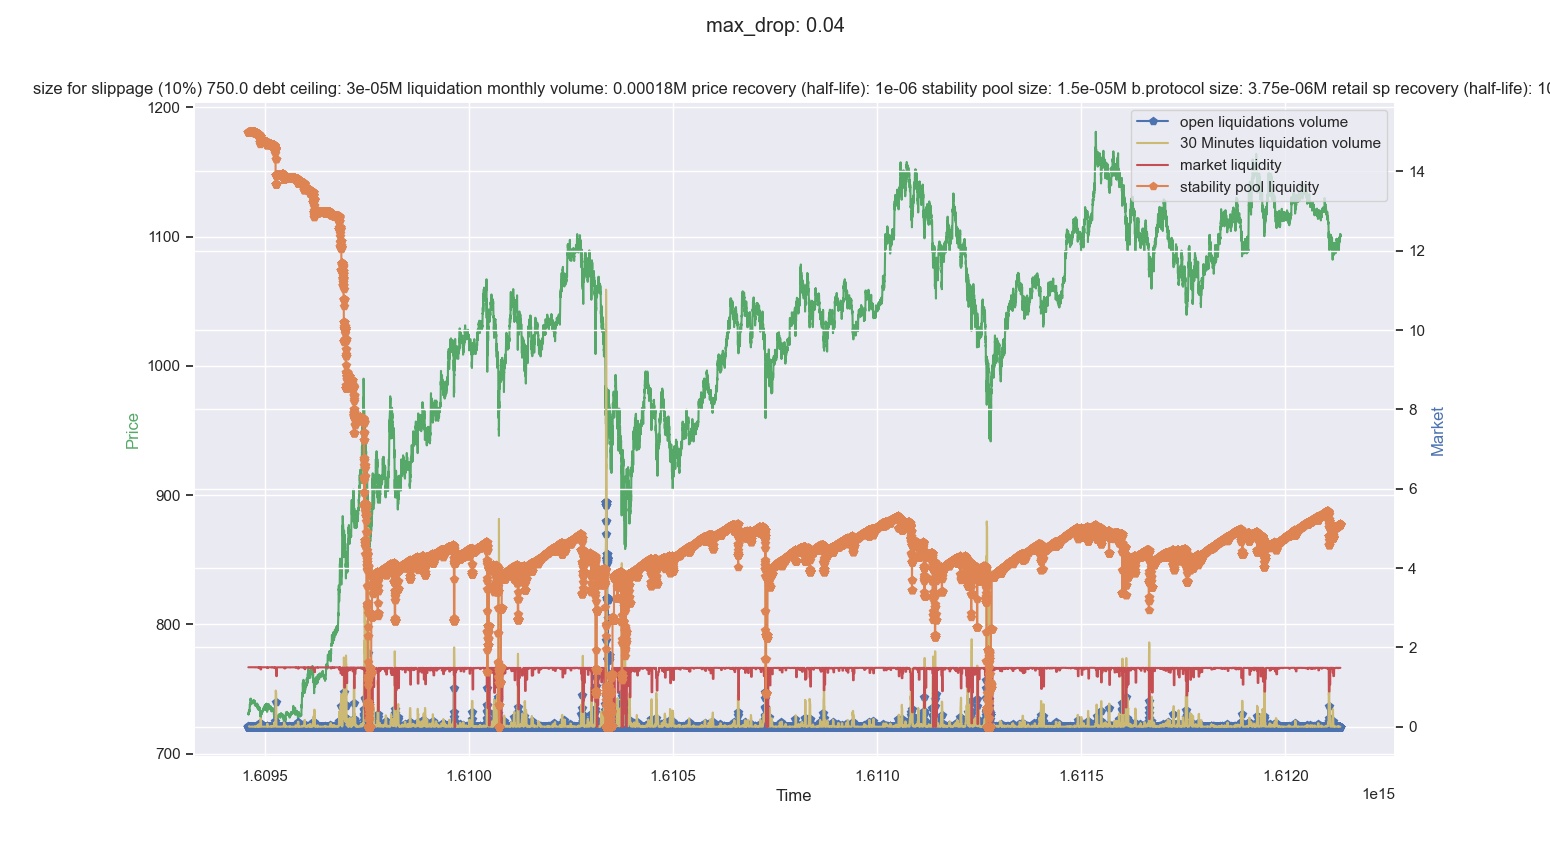 max_drop: 0.04
size for slippage (10%) 750.0 debt ceiling: 3e-05M liquidation monthly volume: 0.00018M price recovery (half-life): 1e-06 stability pool size: 1.5e-05M b.protocol size: 3.75e-06M retail sp recovery (half-life): 10
open liquidations volume
30 Minutes liquidation volume
market liquidity
stability pool liquidity
1200
1100
1000
900
800
700
Price
14
12
10
8
6
4
2
0
Market
1.6095 1.6100 1.6105 1.6110 1.6115 1.6120
1e15
Time